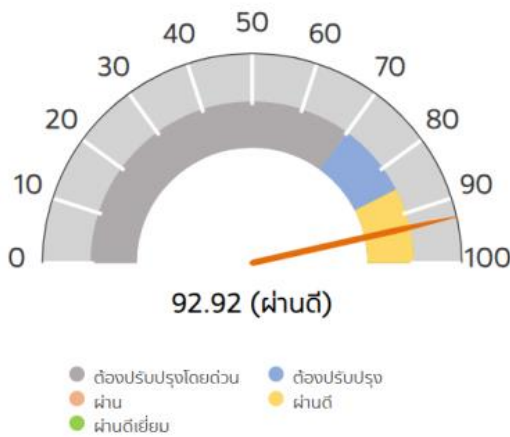 50
40 60
30 70
20 80
10 90
0 100
92.92 (ผ่านดี)
ต้องปรับปรุงโดยด่วน ต้องปรับปรุง
ผ่าน ผ่านดี
ผ่านดีเยี่ยม